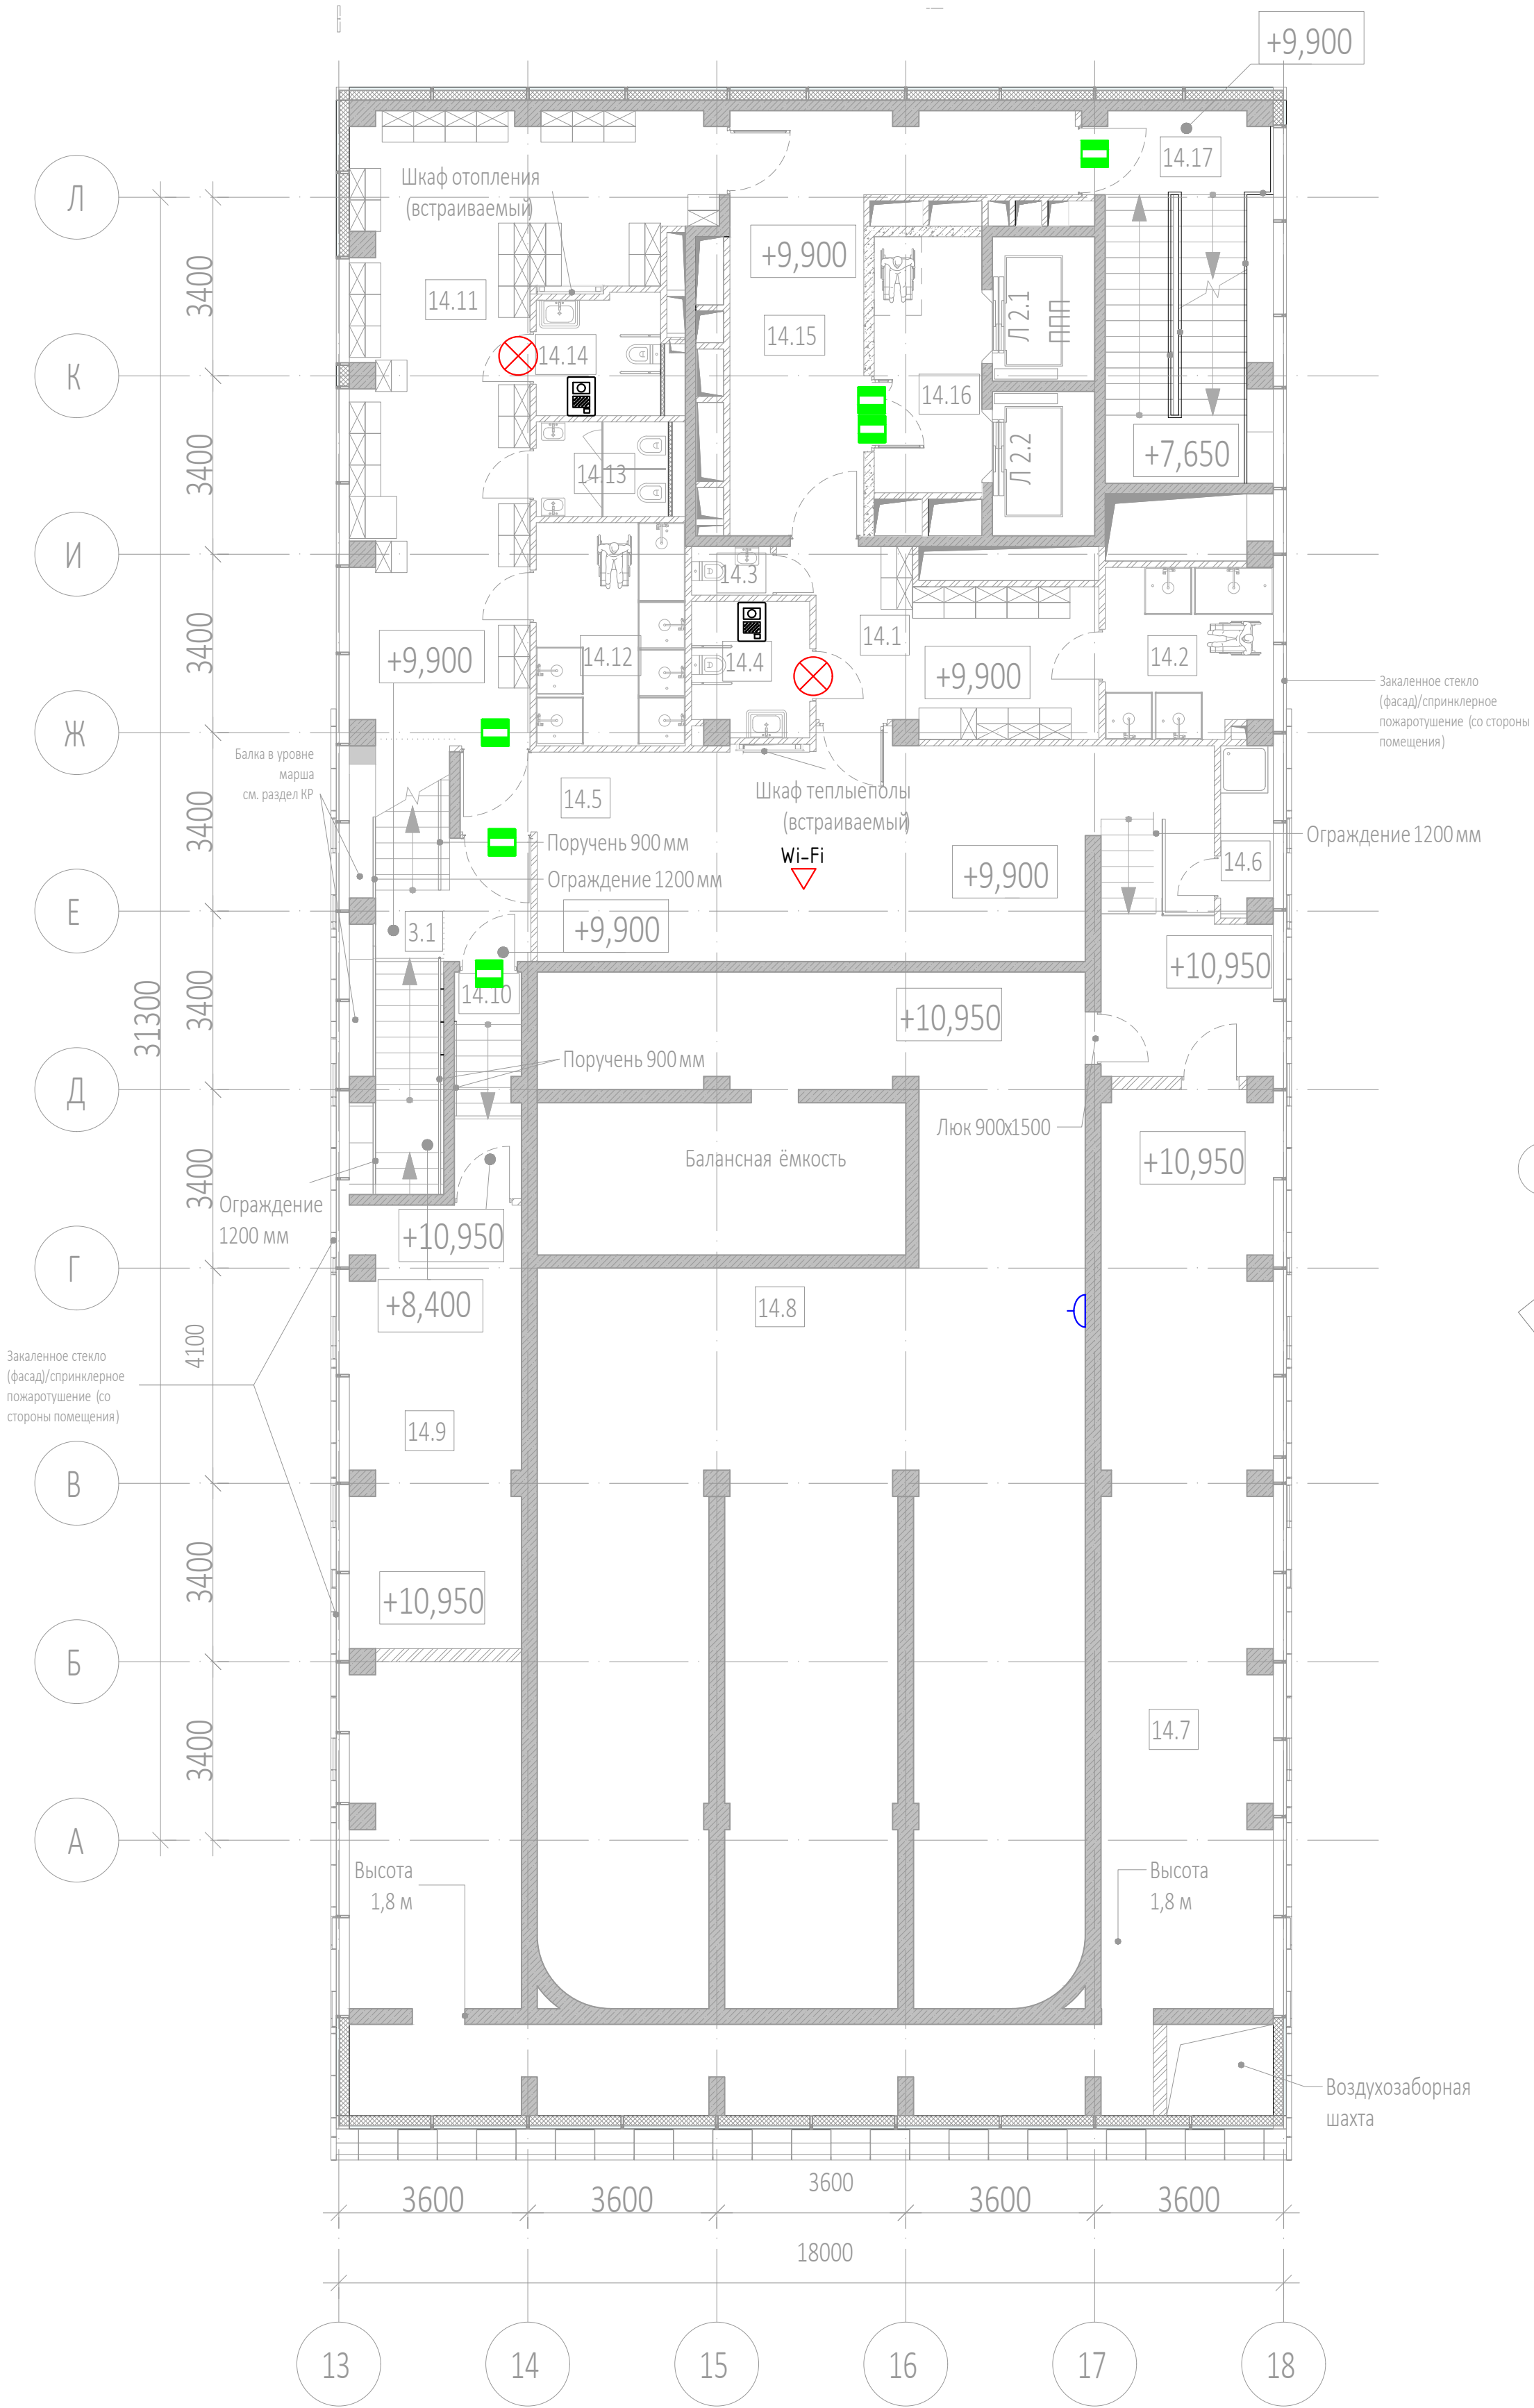 +9,900
14.17
Л
Шкаф отопления
(встраиваемый)
+9,900
3400
14.11
14.15
Л 2.1
ППП
14.14
К
14.16
+7,650
3400
14.13
Л 2.2
И
14.3
14.1
3400
+9,900
14.12
14.4
+9,900
14.2
Закаленное стекло
(фасад)/спринклерное
пожаротушение (со стороны
помещения)
Ж
Балка в уровне
марша
см. раздел КР
14.5
Шкаф теплыеполы
(встраиваемый)
3400
Поручень 900 мм
Wi-Fi
Ограждение 1200 мм
14.6
Ограждение 1200 мм
+9,900
Е
3.1
+9,900
+10,950
31300
3400
14.10
+10,950
Поручень 900 мм
Д
Люк 900х1500
Балансная ёмкость
+10,950
3400
Ограждение
1200 мм
+10,950
Г
+8,400
14.8
4100
Закаленное стекло
(фасад)/спринклерное
пожаротушение (со
стороны помещения)
14.9
В
3400
+10,950
Б
14.7
3400
А
Высота
1,8 м
Высота
1,8 м
Воздухозаборная
шахта
3600
3600
3600
3600
3600
18000
13
14
15
16
17
18